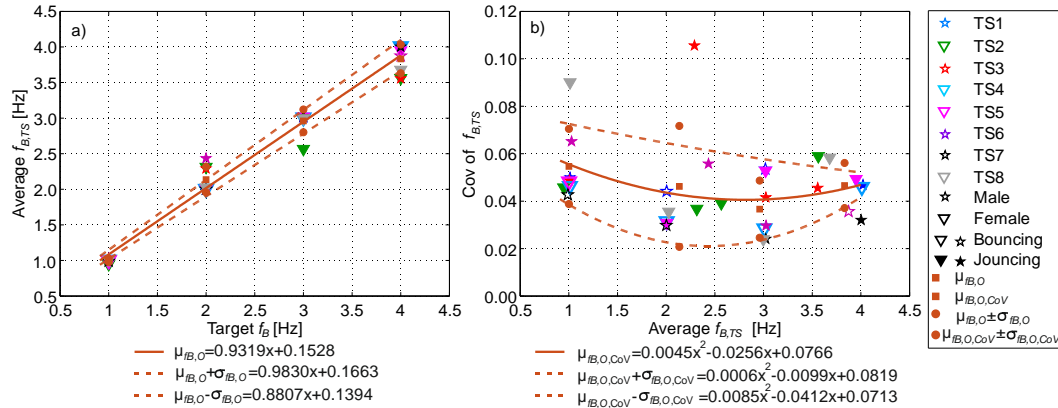 a)
Average f_B,TS [Hz]
4.5
4.0
3.5
3.0
2.5
2.0
1.5
1.0
0.5
0.5 1 1.5 2 2.5 3 3.5 4 4.5
Target f_B [Hz]
μ_fB,O=0.9319x+0.1528
μ_fB,O+σ_fB,O=0.9830x+0.1663
μ_fB,O-σ_fB,O=0.8807x+0.1394
b)
Cov of f_B,TS
0.12
0.10
0.08
0.06
0.04
0.02
0.00
0.5 1 1.5 2 2.5 3 3.5 4 4.5
Average f_B,TS [Hz]
μ_fB,O,CoV=0.0045x²-0.0256x+0.0766
μ_fB,O,CoV+σ_fB,O,CoV=0.0006x²-0.0099x+0.0819
μ_fB,O,CoV-σ_fB,O,CoV=0.0085x²-0.0412x+0.0713
TS1
TS2
TS3
TS4
TS5
TS6
TS7
TS8
Male
Female
Bouncing
Jouncing
μ_fB,O
μ_fB,O,CoV
μ_fB,O±σ_fB,O
μ_fB,O,CoV±σ_fB,O,CoV